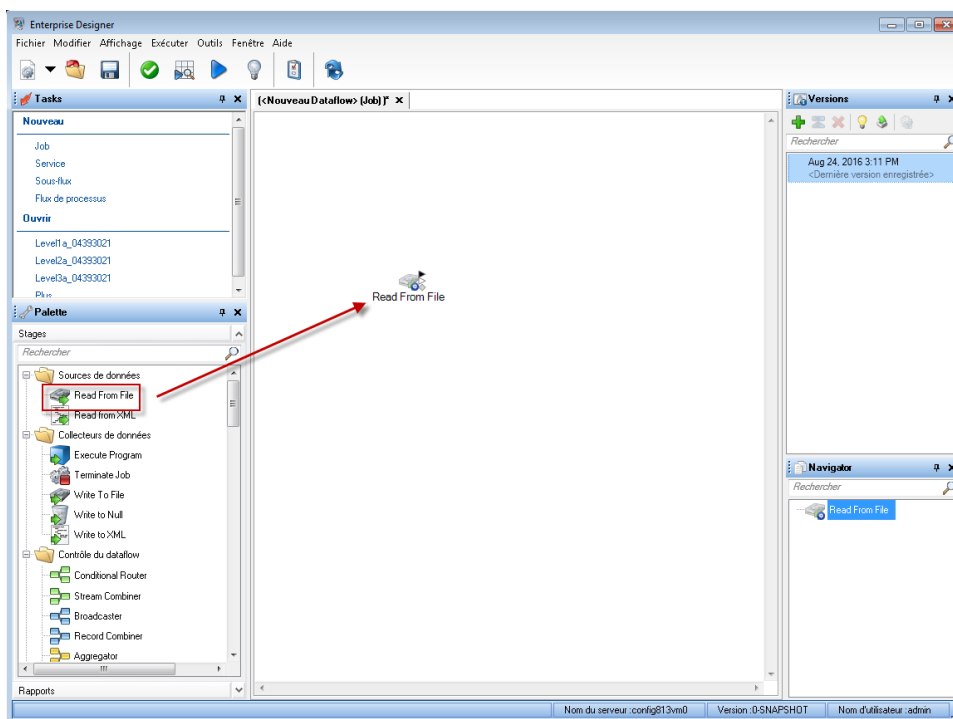 Enterprise Designer
Fichier Modifier Affichage Exécuter Outils Fenêtre Aide
Tasks
Nouveau
Job
Service
Sous-flux
Flux de processus
Ouvrir
Level1a_04393021
Level2a_04393021
Level3a_04393021
Plus
Palette
Stages
Rechercher
Sources de données
Read From File
Read from XML
Collecteurs de données
Execute Program
Terminate Job
Write To File
Write to Null
Write to XML
Contrôle du dataflow
Conditional Router
Stream Combiner
Broadcaster
Record Combiner
Aggregator
Rapports
(<Nouveau Dataflow> (Job))*
Read From File
Versions
Rechercher
Aug 24, 2016 3:11 PM
<Dernière version enregistrée>
Navigator
Rechercher
Read From File
Nom du serveur :config813vm0 Version :0-SNAPSHOT Nom d'utilisateur :admin